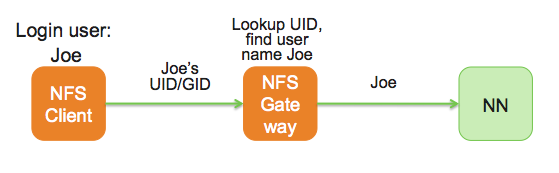 Login user:
Joe
NFS
Client
Joe's
UID/GID
Lookup UID,
find user
name Joe
NFS
Gate
way
Joe
NN